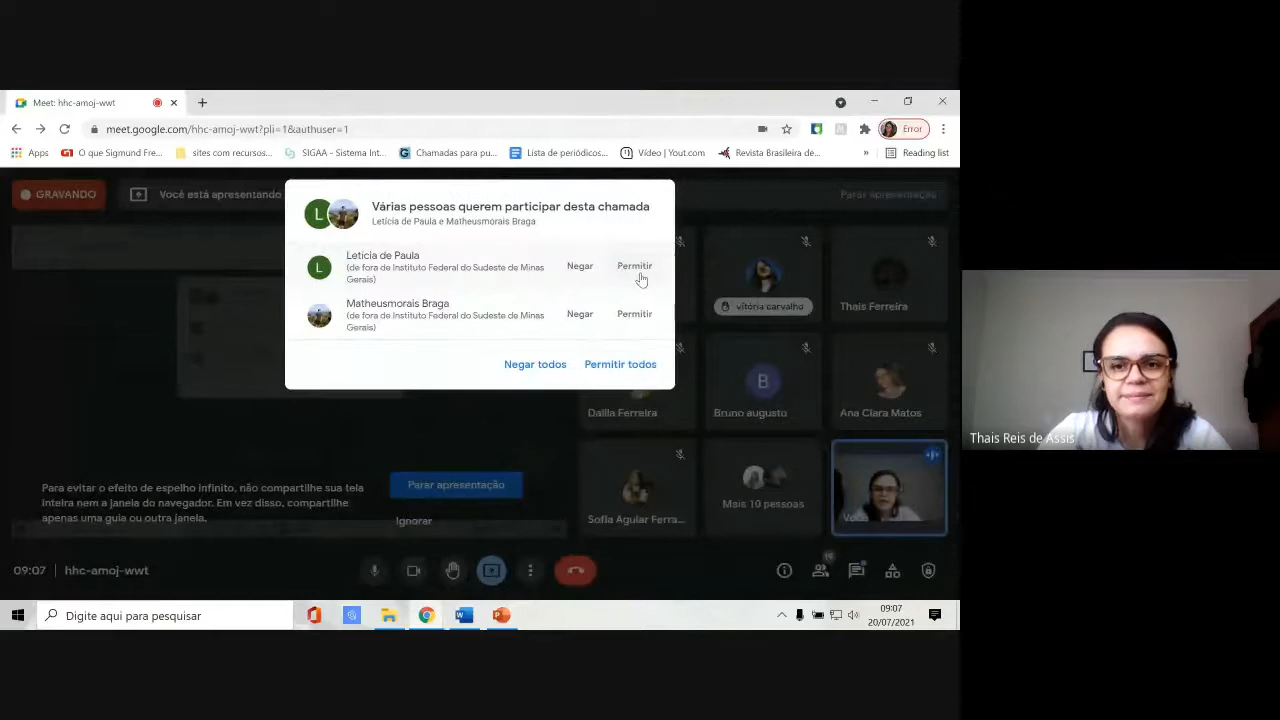 Meet: hhc-amoj-wwt
meet.google.com/hhc-amoj-wwt?pli=1&authuser=1
Error
Apps
O que Sigmund Fre...
sites com recursos...
SIGAA - Sistema Int...
Chamadas para pu...
Lista de periódicos...
Vídeo | Yout.com
Revista Brasileira de...
»
Reading list
GRAVANDO
Você está apresentando
Parar apresentação
L
Várias pessoas querem participar desta chamada
Letícia de Paula e Matheusmorais Braga
L
Letícia de Paula
(de fora de Instituto Federal do Sudeste de Minas
Gerais)
Negar
Permitir
Matheusmorais Braga
(de fora de Instituto Federal do Sudeste de Minas
Gerais)
Negar
Permitir
Negar todos
Permitir todos
vitória carvalho
Thais Ferreira
Dalila Ferreira
B
Bruno augusto
Ana Clara Matos
Sofia Aguiar Ferra...
Mais 10 pessoas
Você
Para evitar o efeito de espelho infinito, não compartilhe sua tela
inteira nem a janela do navegador. Em vez disso, compartilhe
apenas uma guia ou outra janela.
Parar apresentação
Ignorar
09:07 | hhc-amoj-wwt
19
Digite aqui para pesquisar
09:07
20/07/2021
Thais Reis de Assis